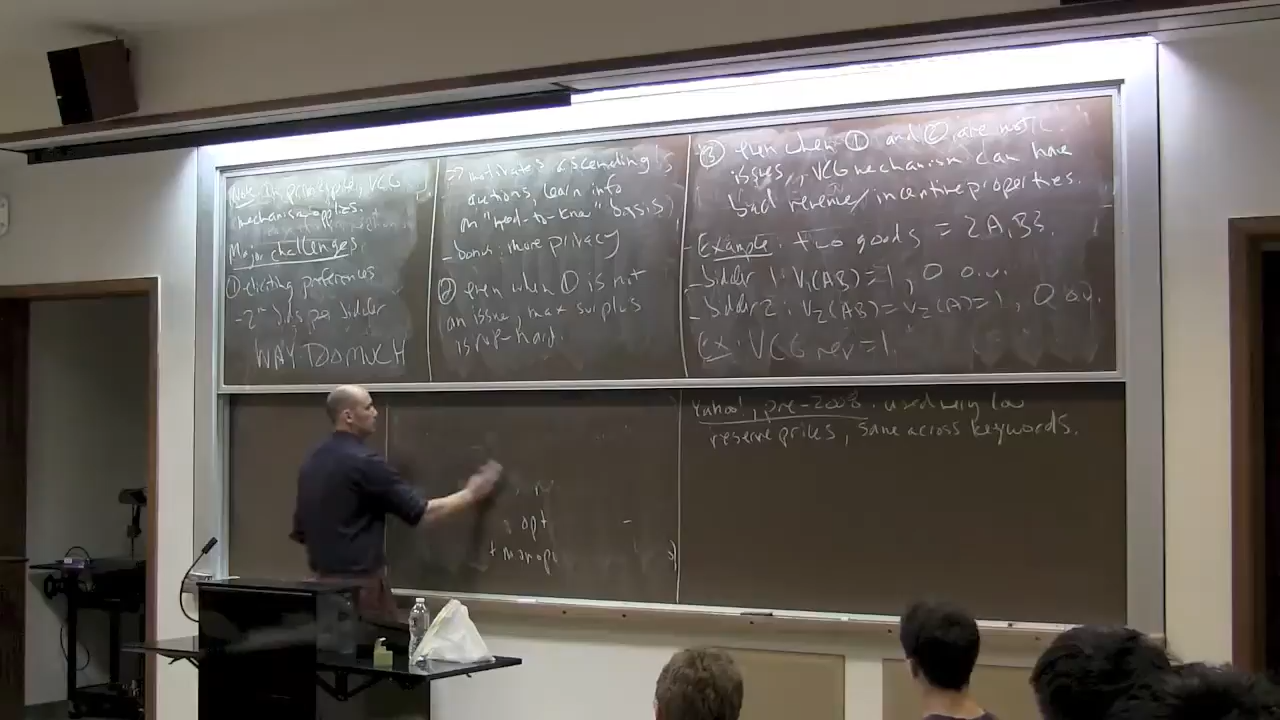 Note: in principle, VCG
mechanism applies.
Major challenges.
① eliciting preferences
- 2ⁿ bids per bidder
WAY TOO MUCH
=> motivates ascending
auctions, learn info
on "need-to-know" basis)
- bonus: more privacy
② even when ① is not
an issue, max surplus
is NP-hard.
③ even when ① and ② are not
issues, VCG mechanism can have
bad revenue/incentive properties.
- Example: two goods = {A,B}.
- bidder 1: V₁(AB)=1, 0 o.w.
- bidder 2: V₂(AB)=V₂(A)=1, 0 o.w.
Ex: VCG rev=1.
opt
Yahoo!, pre-2008: used very low
reserve prices, same across keywords.